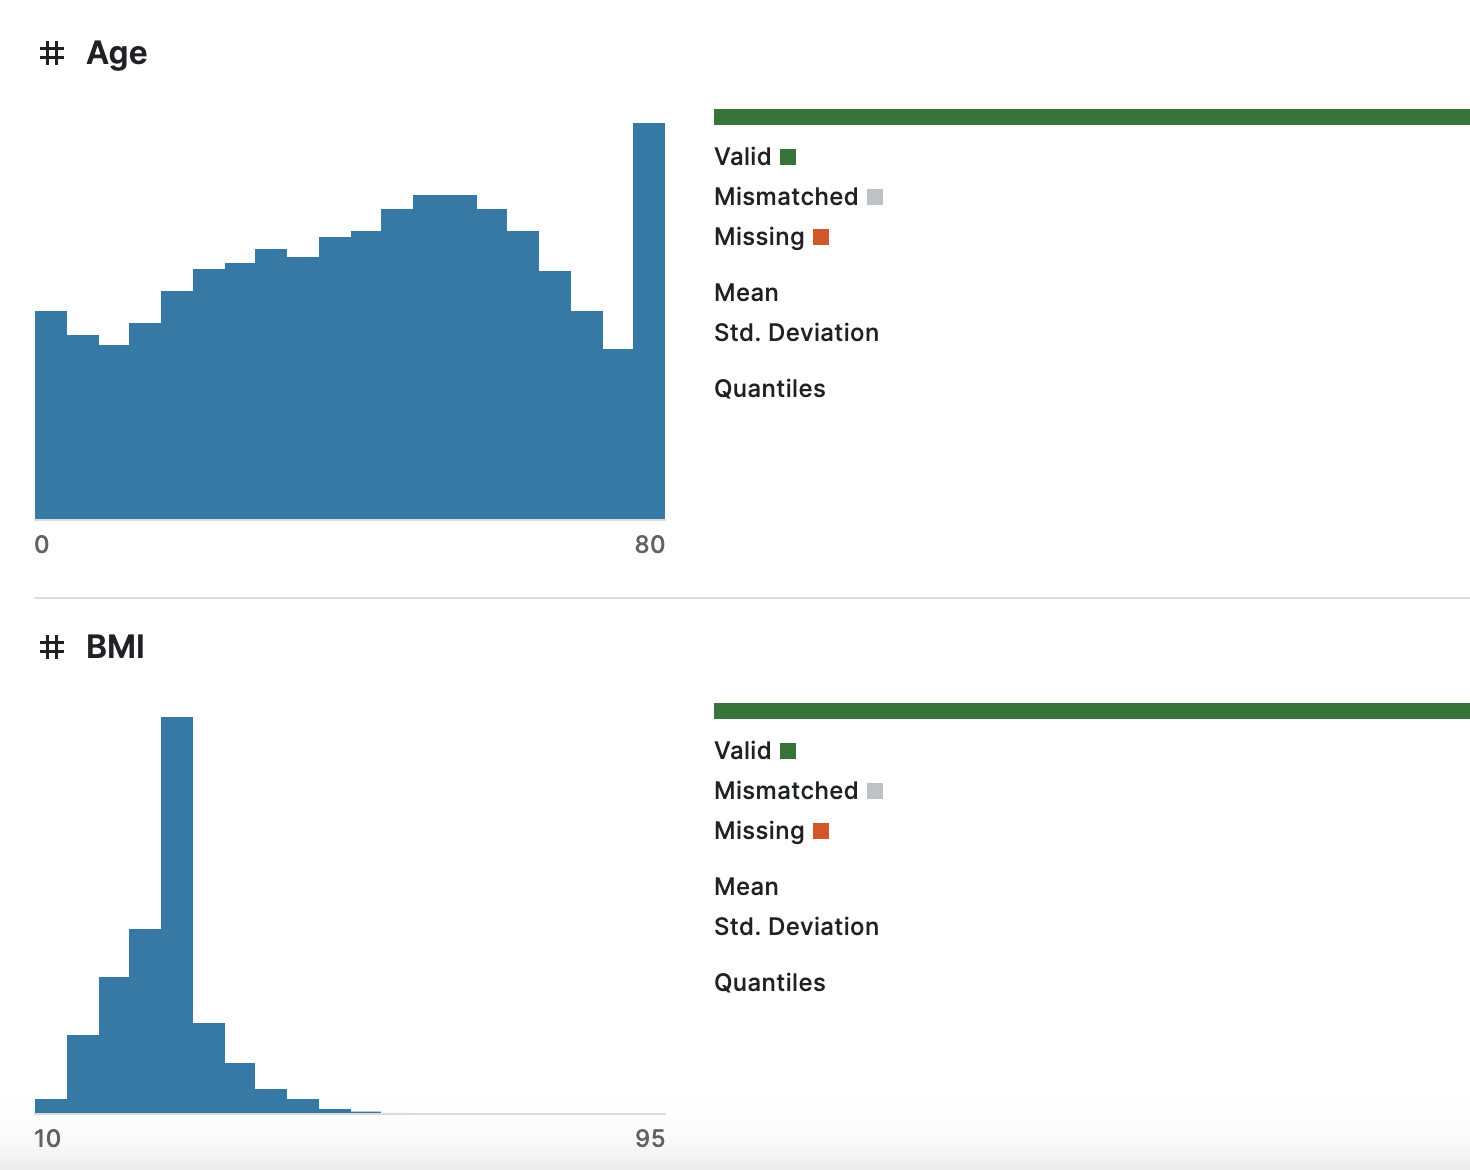 # Age
Valid
Mismatched
Missing
Mean
Std. Deviation
Quantiles
0 80
# BMI
Valid
Mismatched
Missing
Mean
Std. Deviation
Quantiles
10 95